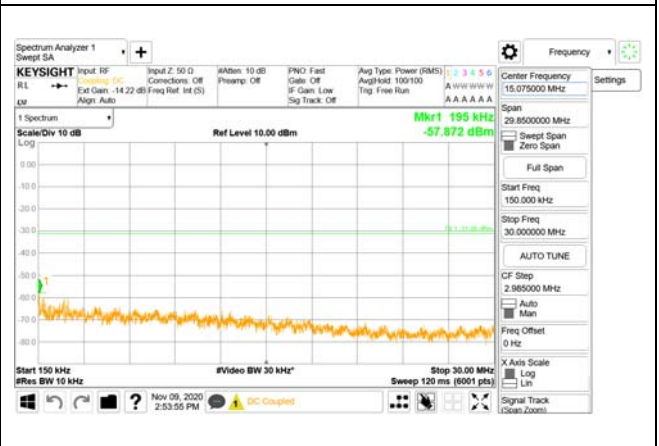 Spectrum Analyzer 1
Swept SA
+
Frequency
KEYSIGHT
RL
Input: RF
Coupling: DC
Ext Gain: -14.22 dB
Align: Auto
Input Z: 50 Ω
Corrections: Off
Freq Ref: Int (S)
#Atten: 10 dB
Preamp: Off
PNO: Fast
Gate: Off
IF Gain: Low
Sig Track: Off
Avg Type: Power (RMS)
Avg|Hold: 100/100
Trig: Free Run
1 2 3 4 5 6
A W W W W W
A A A A A A
1 Spectrum
Scale/Div 10 dB
Ref Level 10.00 dBm
Mkr1 195 kHz
-57.872 dBm
Log
0.00
-10.0
-20.0
-30.0
-40.0
-50.0
-60.0
-70.0
-80.0
1
Start 150 kHz
#Video BW 30 kHz*
Stop 30.00 MHz
#Res BW 10 kHz
Sweep 120 ms (6001 pts)
Nov 09, 2020
2:53:55 PM
DC Coupled
Settings
Center Frequency
15.075000 MHz
Span
29.8500000 MHz
Swept Span
Zero Span
Full Span
Start Freq
150.000 kHz
Stop Freq
30.000000 MHz
AUTO TUNE
CF Step
2.985000 MHz
Auto
Man
Freq Offset
0 Hz
X Axis Scale
Log
Lin
Signal Track
(Span Zoom)